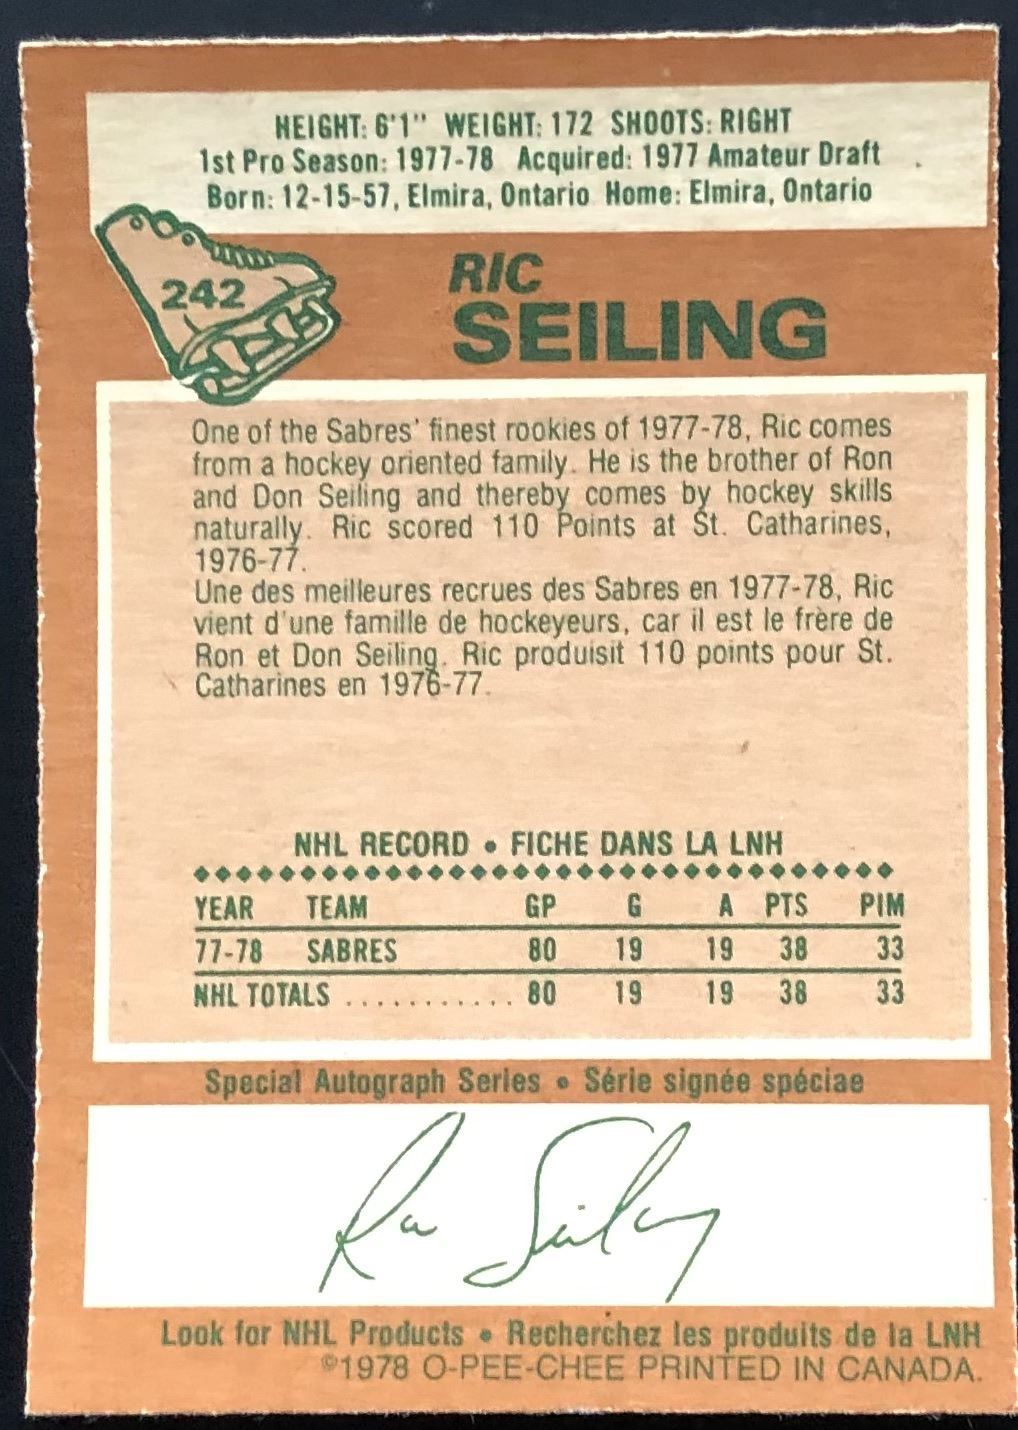 HEIGHT: 6'1" WEIGHT: 172 SHOOTS: RIGHT
1st Pro Season: 1977-78 Acquired: 1977 Amateur Draft
Born: 12-15-57, Elmira, Ontario Home: Elmira, Ontario
242
RIC
SEILING
One of the Sabres' finest rookies of 1977-78, Ric comes
from a hockey oriented family. He is the brother of Ron
and Don Seiling and thereby comes by hockey skills
naturally. Ric scored 110 Points at St. Catharines,
1976-77.
Une des meilleures recrues des Sabres en 1977-78, Ric
vient d'une famille de hockeyeurs, car il est le frère de
Ron et Don Seiling. Ric produisit 110 points pour St.
Catharines en 1976-77.
NHL RECORD • FICHE DANS LA LNH
YEAR TEAM GP G A PTS PIM
77-78 SABRES 80 19 19 38 33
NHL TOTALS ............ 80 19 19 38 33
Special Autograph Series • Série signée spéciae
Ric Seiling
Look for NHL Products • Recherchez les produits de la LNH
©1978 O-PEE-CHEE PRINTED IN CANADA.